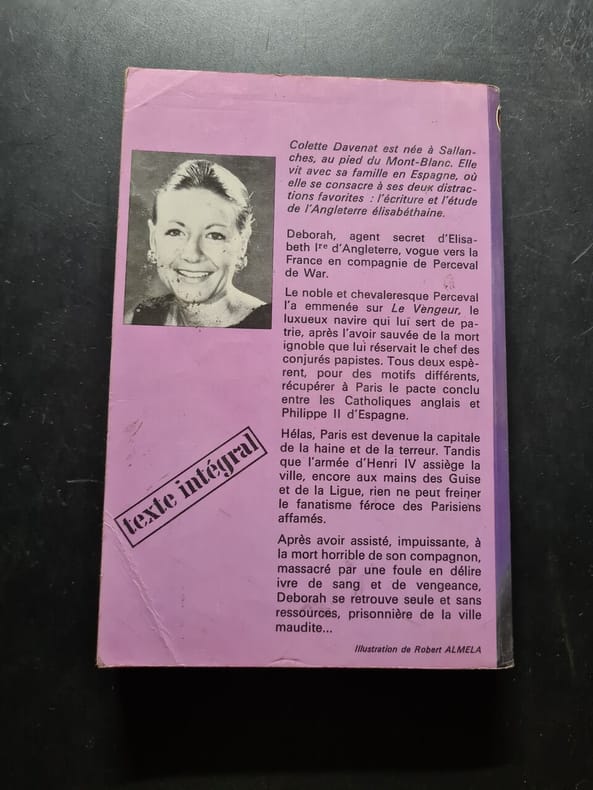 Colette Davenat est née à Sallan-
ches, au pied du Mont-Blanc. Elle
vit avec sa famille en Espagne, où
elle se consacre à ses deux distrac-
tions favorites : l'écriture et l'étude
de l'Angleterre élisabéthaine.
Deborah, agent secret d'Elisa-
beth Ire d'Angleterre, vogue vers la
France en compagnie de Perceval
de War.
Le noble et chevaleresque Perceval
l'a emmenée sur Le Vengeur, le
luxueux navire qui lui sert de pa-
trie, après l'avoir sauvée de la mort
ignoble que lui réservait le chef des
conjurés papistes. Tous deux espè-
rent, pour des motifs différents,
récupérer à Paris le pacte conclu
entre les Catholiques anglais et
Philippe II d'Espagne.
Hélas, Paris est devenue la capitale
de la haine et de la terreur. Tandis
que l'armée d'Henri IV assiège la
ville, encore aux mains des Guise
et de la Ligue, rien ne peut freiner
le fanatisme féroce des Parisiens
affamés.
Après avoir assisté, impuissante, à
la mort horrible de son compagnon,
massacré par une foule en délire
ivre de sang et de vengeance,
Deborah se retrouve seule et sans
ressources, prisonnière de la ville
maudite...
texte intégral
Illustration de Robert ALMELA